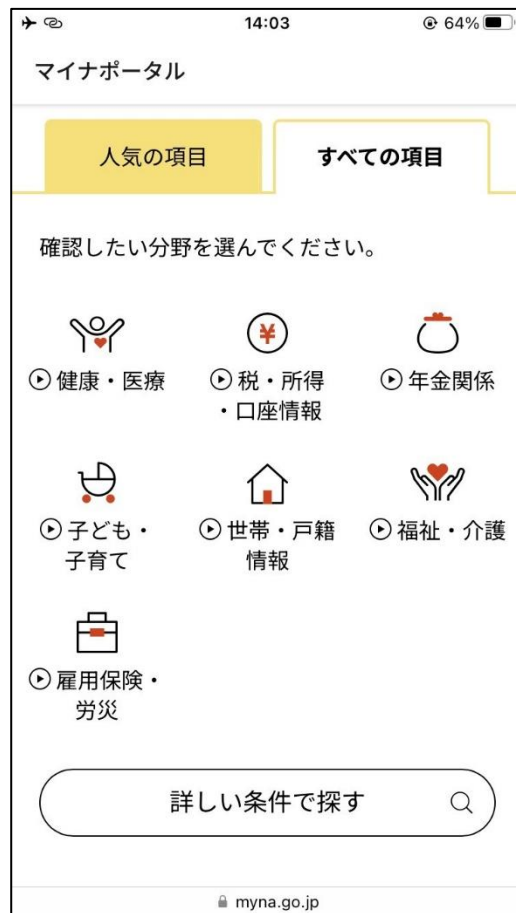 14:03
64%
マイナポータル
人気の項目
すべての項目
確認したい分野を選んでください。
健康・医療
税・所得
・口座情報
年金関係
子ども・
子育て
世帯・戸籍
情報
福祉・介護
雇用保険・
労災
詳しい条件で探す
myna.go.jp